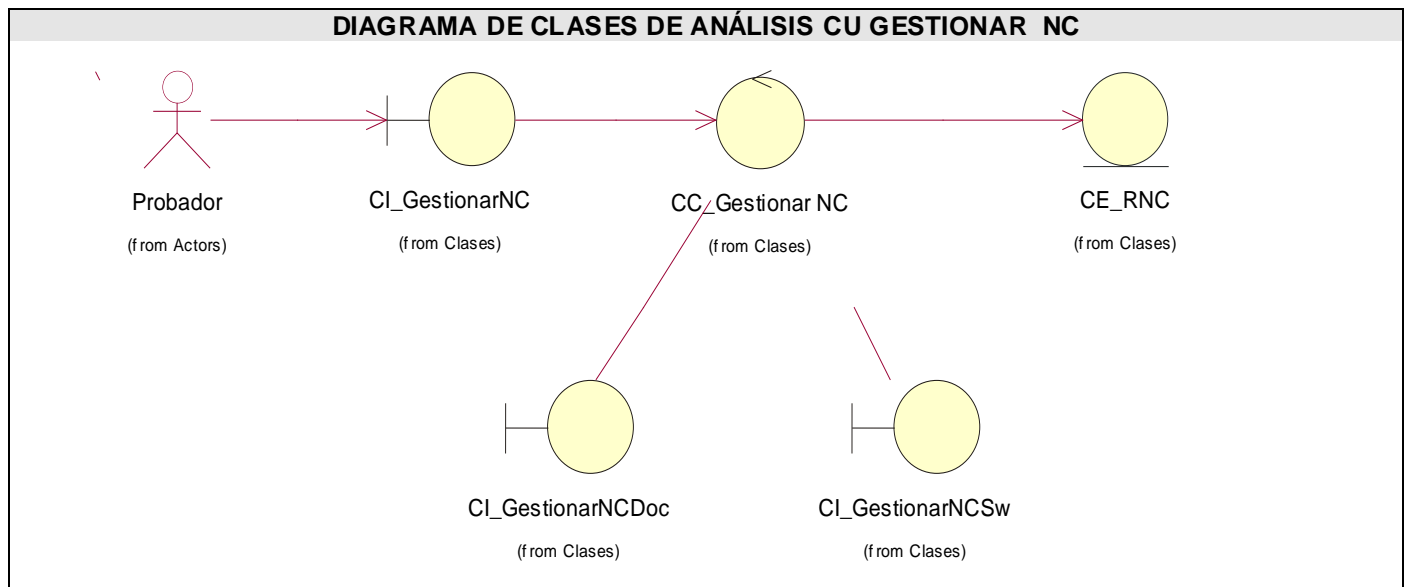 DIAGRAMA DE CLASES DE ANÁLISIS CU GESTIONAR NC
Probador
(from Actors)
CI_GestionarNC
(from Clases)
CC_Gestionar NC
(from Clases)
CE_RNC
(from Clases)
CI_GestionarNCDoc
(from Clases)
CI_GestionarNCSw
(from Clases)